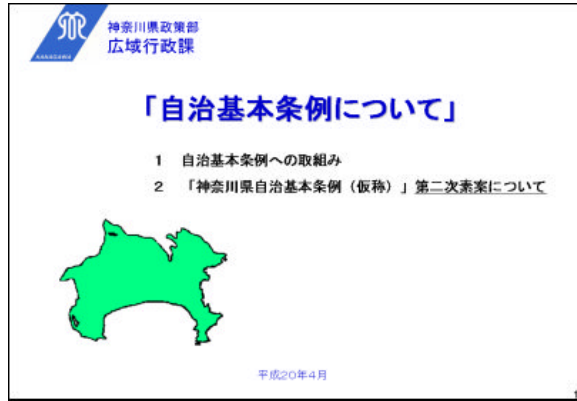 KANAGAWA
神奈川県政策部
広域行政課
「自治基本条例について」
1 自治基本条例への取組み
2 「神奈川県自治基本条例(仮称)」第二次素案について
平成20年4月